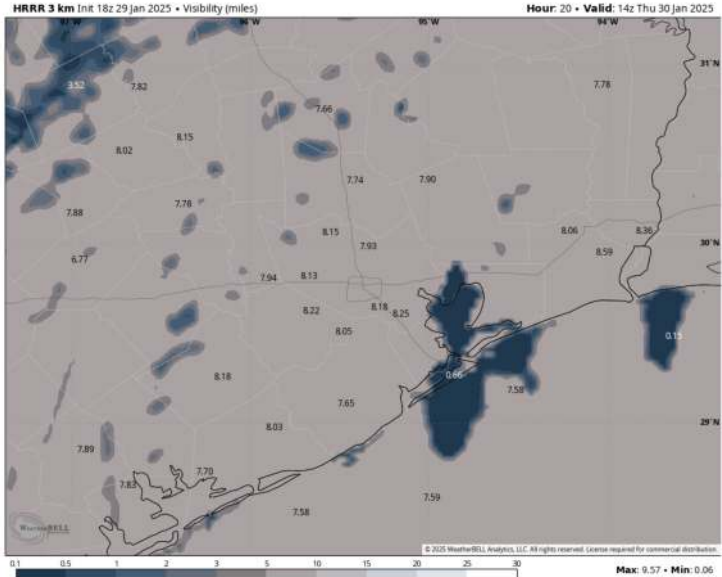 HRRR 3 km Init 18z 29 Jan 2025 • Visibility (miles)
Hour: 20 • Valid: 14z Thu 30 Jan 2025
97°W 96°W 95°W 94°W
31°N
3.52 7.82 7.78
7.66
8.15
8.02
7.74 7.90
7.78
7.88
8.15 8.06 8.36
30°N
7.93
8.59
6.77
7.94 8.13
8.22 8.18 8.25
8.05 0.15
8.18 0.66
7.58
7.65
8.03
29°N
7.89
7.70
7.83
7.59
7.58
WeatherBELL
© 2025 WeatherBELL Analytics, LLC. All rights reserved. License required for commercial distribution.
0.1 0.5 1 2 3 5 10 15 20 25 30
Max: 9.57 • Min: 0.06